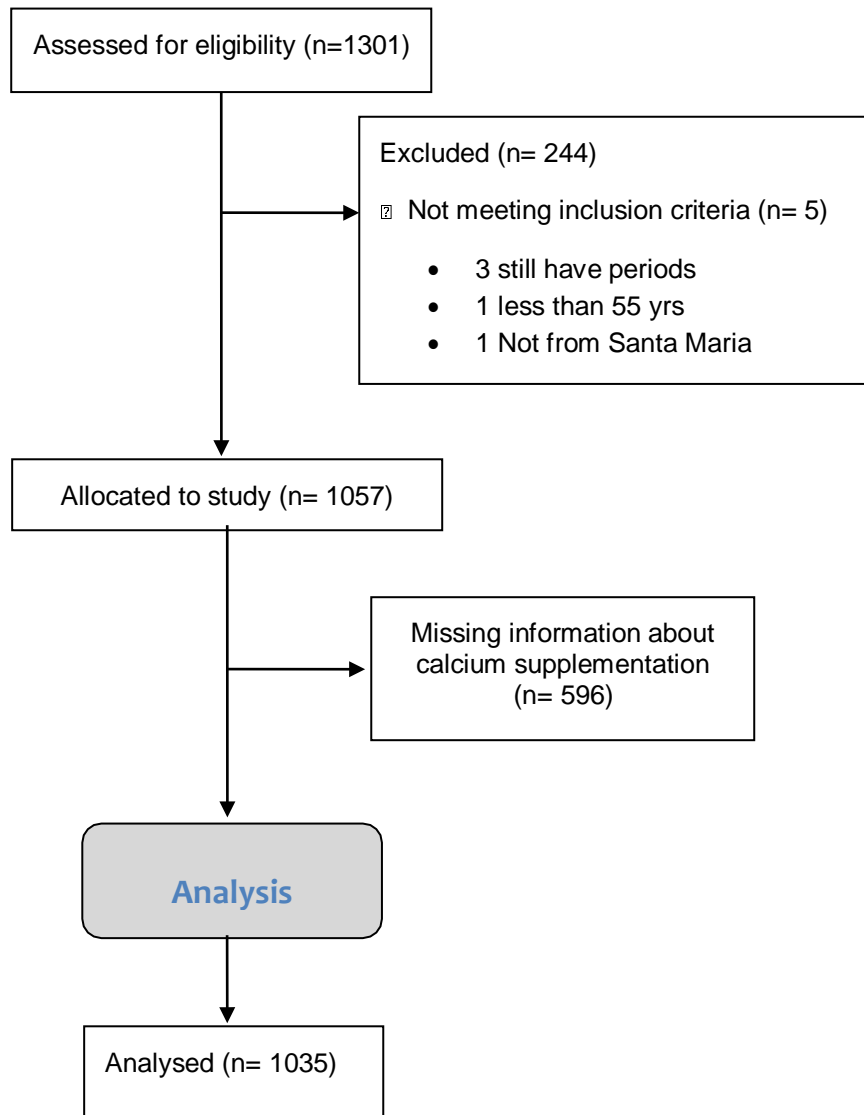 Assessed for eligibility (n=1301)
Excluded (n= 244)
⍰ Not meeting inclusion criteria (n= 5)
• 3 still have periods
• 1 less than 55 yrs
• 1 Not from Santa Maria
Allocated to study (n= 1057)
Missing information about
calcium supplementation
(n= 596)
Analysis
Analysed (n= 1035)